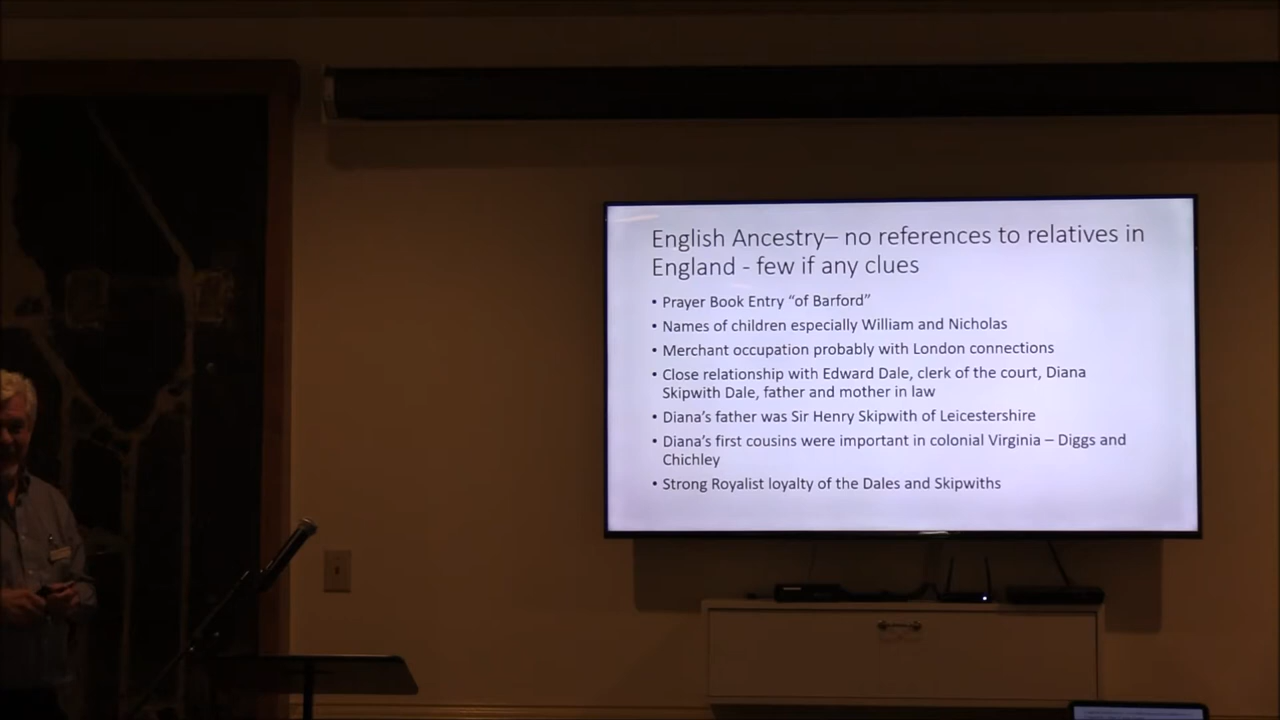 English Ancestry– no references to relatives in
England - few if any clues
• Prayer Book Entry “of Barford”
• Names of children especially William and Nicholas
• Merchant occupation probably with London connections
• Close relationship with Edward Dale, clerk of the court, Diana
Skipwith Dale, father and mother in law
• Diana’s father was Sir Henry Skipwith of Leicestershire
• Diana’s first cousins were important in colonial Virginia – Diggs and
Chichley
• Strong Royalist loyalty of the Dales and Skipwiths